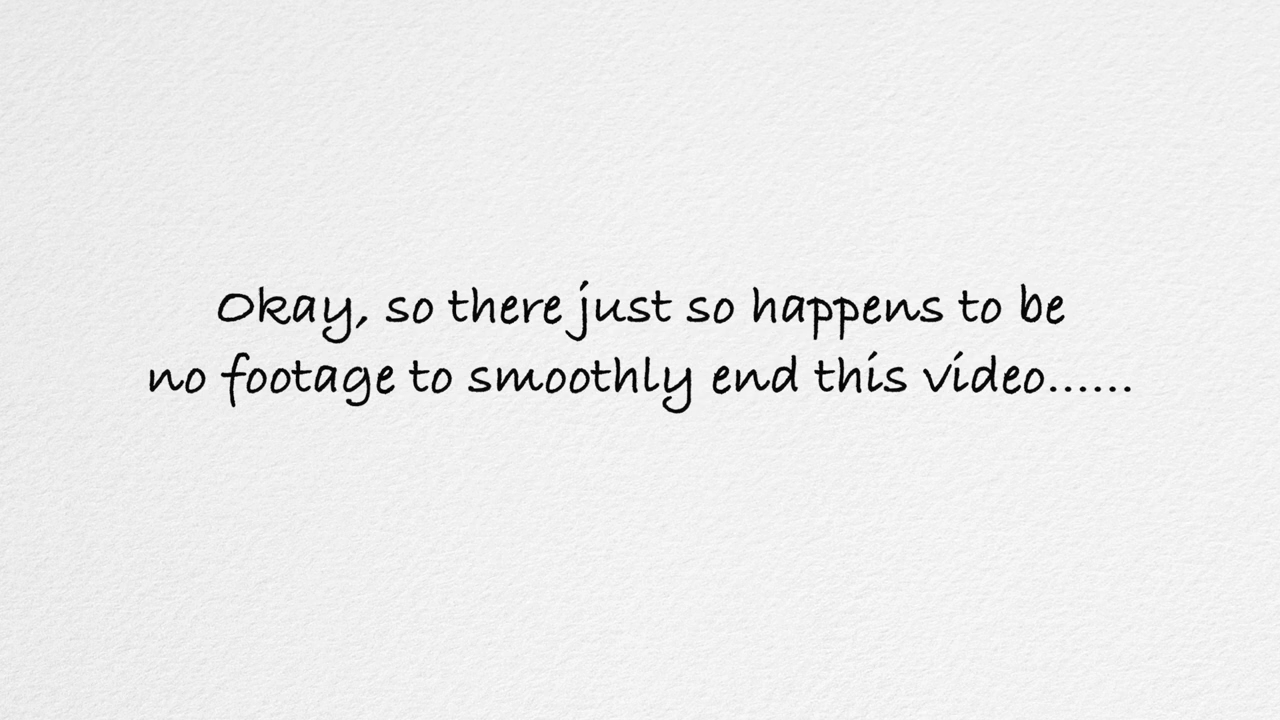 Okay, so there just so happens to be
no footage to smoothly end this video......